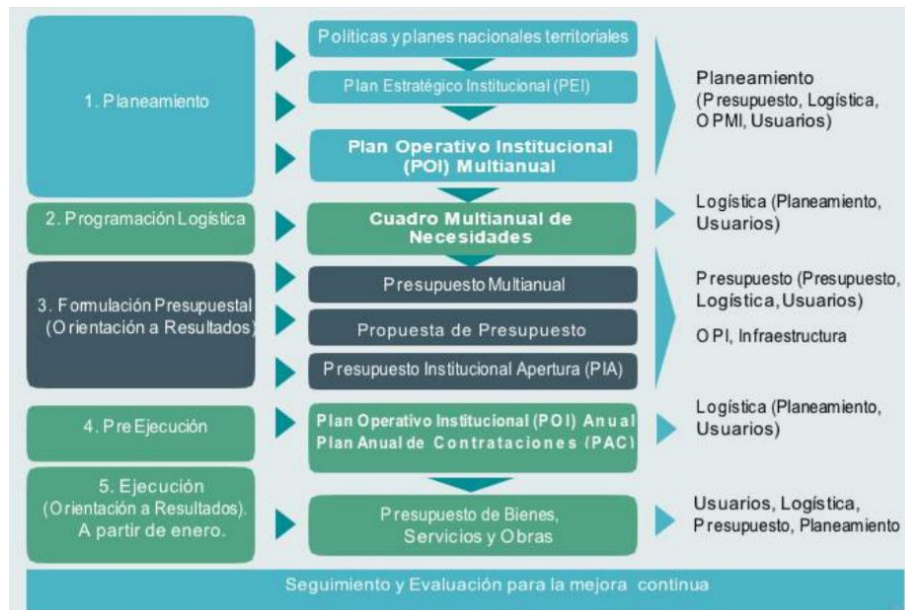 1. Planeamiento
Políticas y planes nacionales territoriales
Plan Estratégico Institucional (PEI)
Plan Operativo Institucional
(POI) Multianual
Planeamiento
(Presupuesto, Logística,
OPMI, Usuarios)
2. Programación Logística
Cuadro Multianual de
Necesidades
Logística (Planeamiento,
Usuarios)
3. Formulación Presupuestal
(Orientación a Resultados)
Presupuesto Multianual
Propuesta de Presupuesto
Presupuesto Institucional Apertura (PIA)
Presupuesto (Presupuesto,
Logística, Usuarios)
OPI, Infraestructura
4. Pre Ejecución
Plan Operativo Institucional (POI) Anual
Plan Anual de Contrataciones (PAC)
Logística (Planeamiento,
Usuarios)
5. Ejecución
(Orientación a Resultados).
A partir de enero.
Presupuesto de Bienes,
Servicios y Obras
Usuarios, Logística,
Presupuesto, Planeamiento
Seguimiento y Evaluación para la mejora continua